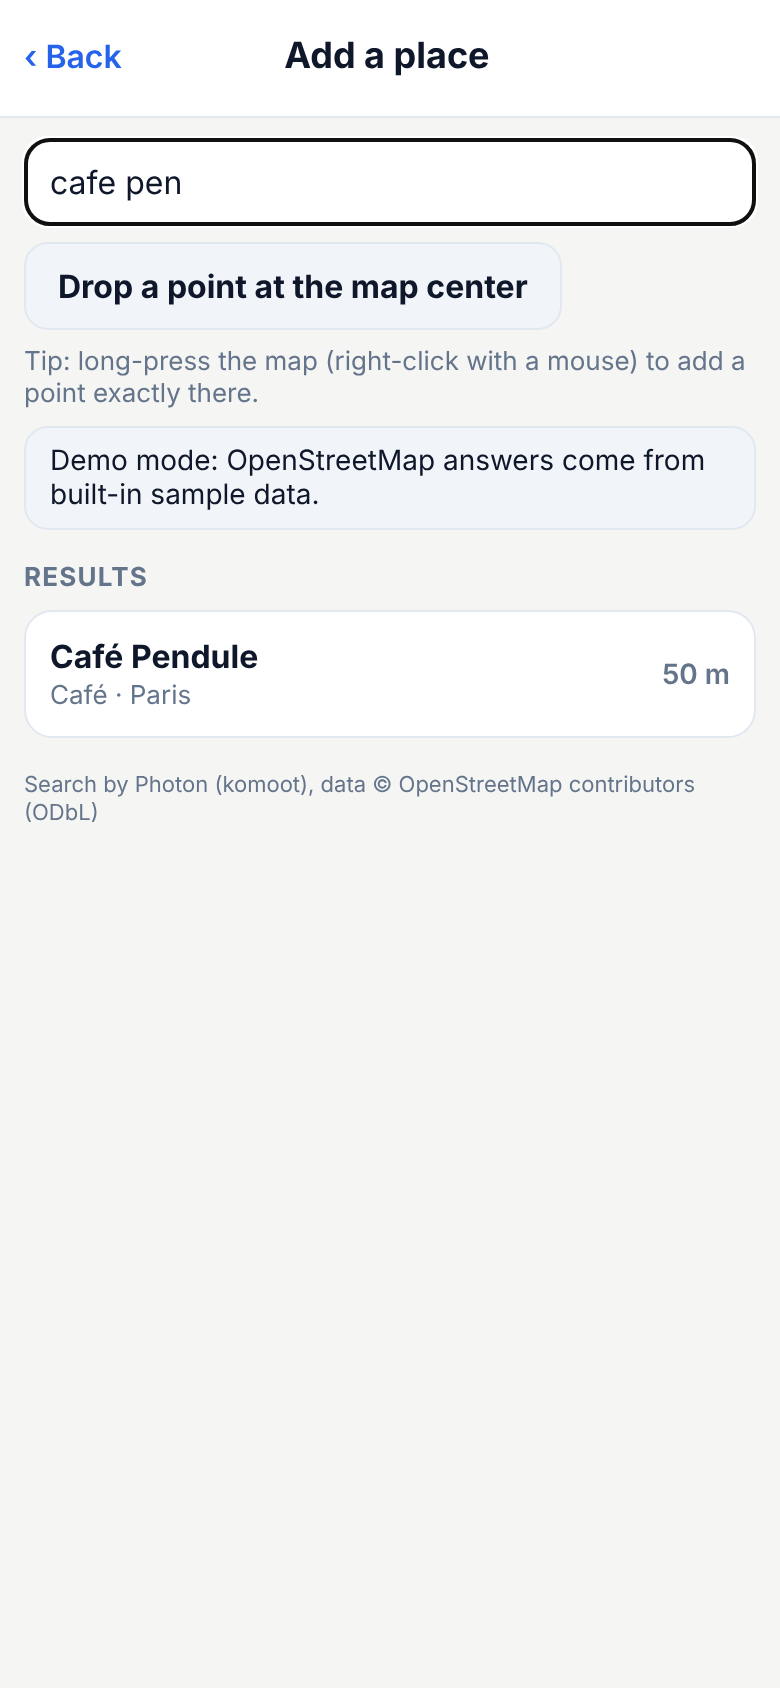 ‹ Back
Add a place
cafe pen
Drop a point at the map center
Tip: long-press the map (right-click with a mouse) to add a
point exactly there.
Demo mode: OpenStreetMap answers come from
built-in sample data.
RESULTS
Café Pendule
Café · Paris
50 m
Search by Photon (komoot), data © OpenStreetMap contributors
(ODbL)